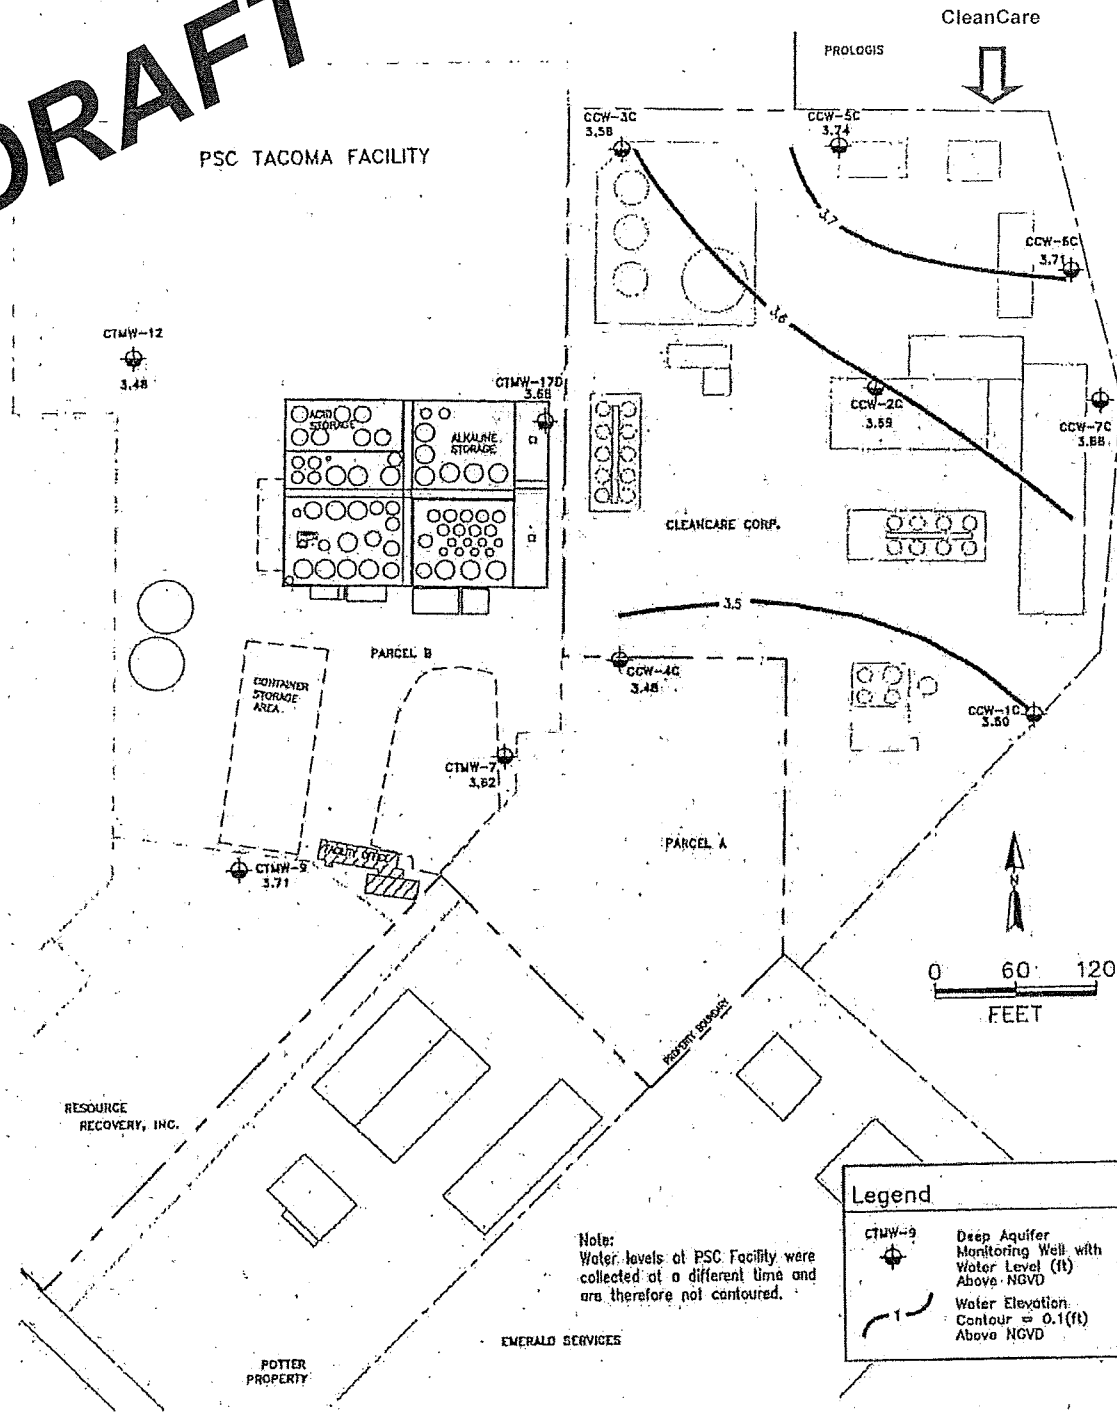 CleanCare
DRAFT
PROLOGIS
PSC TACOMA FACILITY
CCW-3C
3.58
CCW-5C
3.74
3.7
CCW-6C
3.71
3.6
CTMW-12
3.48
CTMW-17D
3.68
CCW-2C
3.59
CCW-7C
3.68
ACID
STORAGE
ALKALINE
STORAGE
CLEANCARE CORP.
3.5
PARCEL B
CCW-4C
3.48
CONTAINER
STORAGE
AREA
CCW-1C
3.50
CTMW-7
3.62
PARCEL A
FACILITY OFFICE
CTMW-9
3.71
N
0 60 120
FEET
PROPERTY BOUNDARY
RESOURCE
RECOVERY, INC.
Note:
Water levels at PSC Facility were
collected at a different time and
are therefore not contoured.
EMERALD SERVICES
POTTER
PROPERTY
Legend
CTMW-9
Deep Aquifer
Monitoring Well with
Water Level (ft)
Above NGVD
1
Water Elevation
Contour = 0.1(ft)
Above NGVD